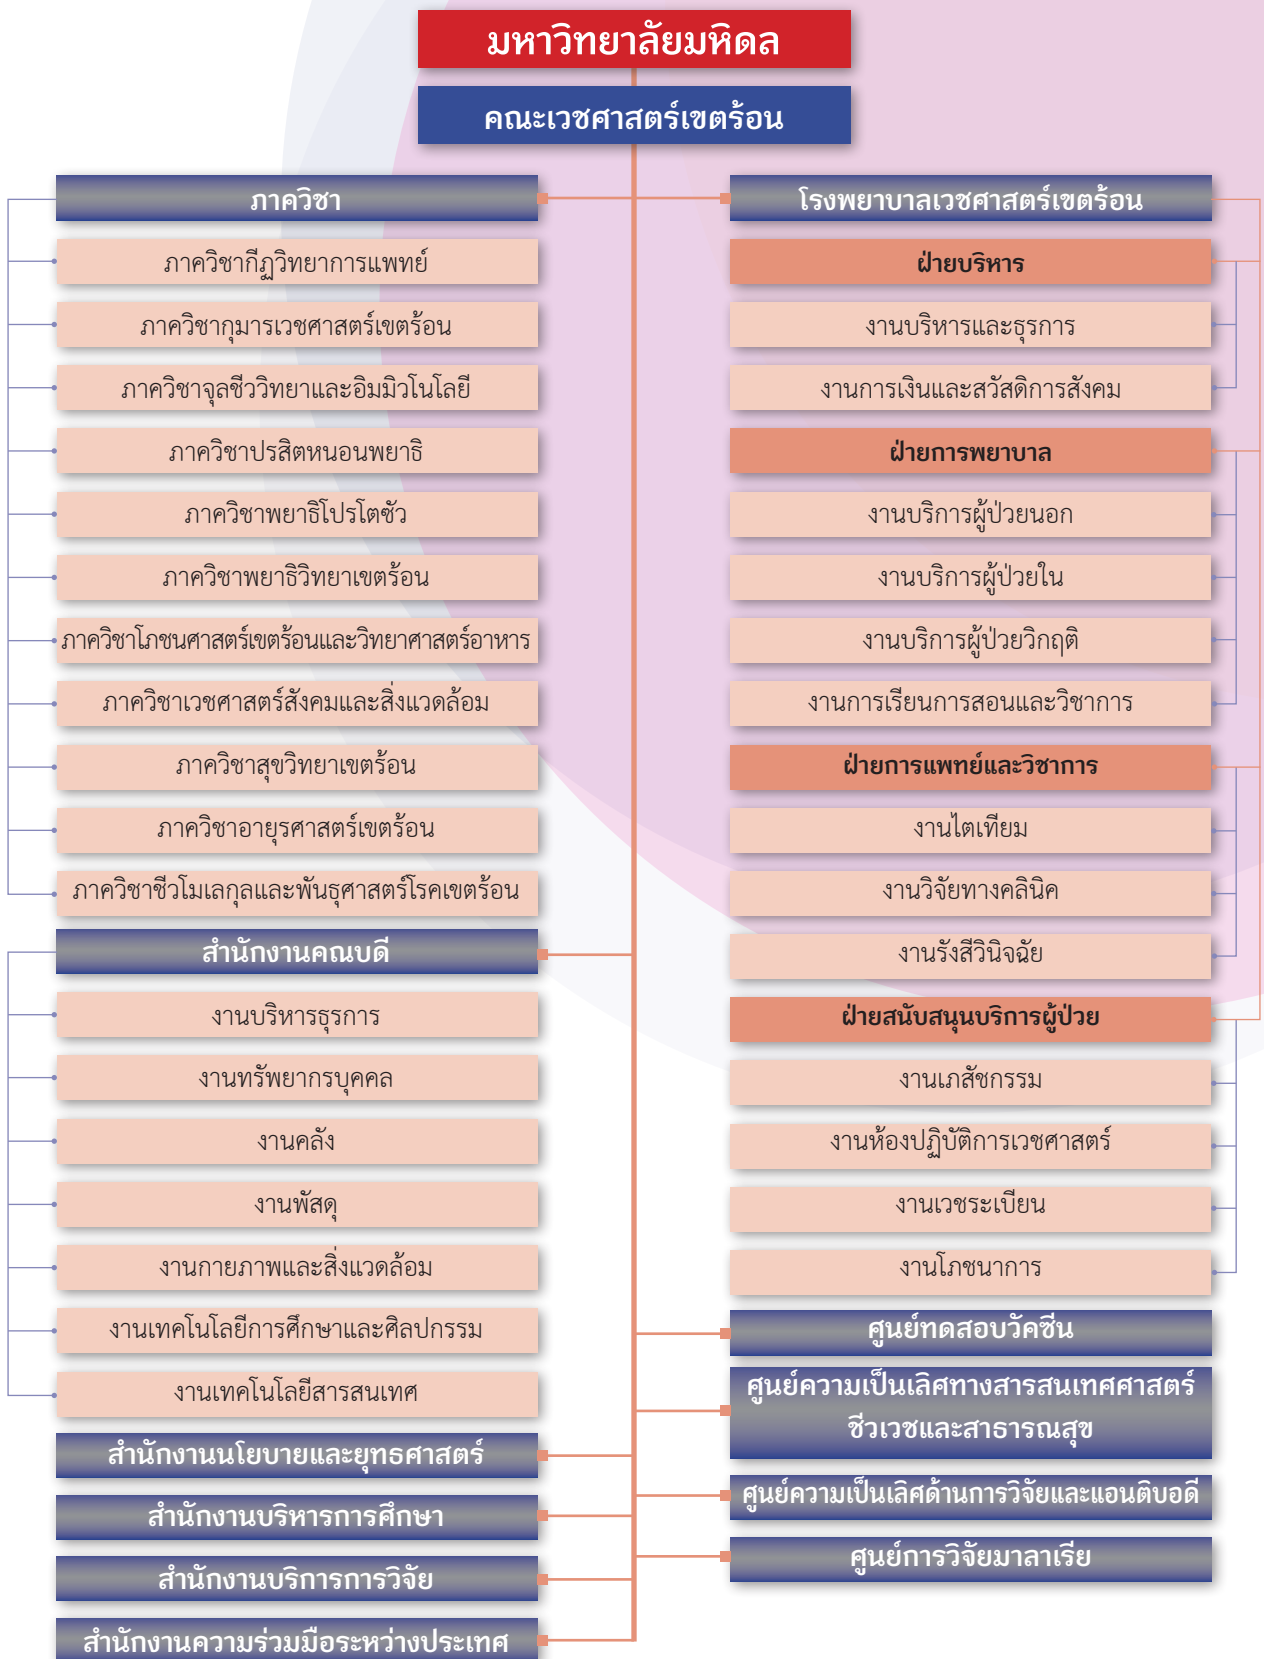 มหาวิทยาลัยมหิดล
คณะเวชศาสตร์เขตร้อน
ภาควิชา
ภาควิชากีฏวิทยาการแพทย์
ภาควิชากุมารเวชศาสตร์เขตร้อน
ภาควิชาจุลชีววิทยาและอิมมิวโนโลยี
ภาควิชาปรสิตหนอนพยาธิ
ภาควิชาพยาธิโปรโตซัว
ภาควิชาพยาธิวิทยาเขตร้อน
ภาควิชาโภชนศาสตร์เขตร้อนและวิทยาศาสตร์อาหาร
ภาควิชาเวชศาสตร์สังคมและสิ่งแวดล้อม
ภาควิชาสุขวิทยาเขตร้อน
ภาควิชาอายุรศาสตร์เขตร้อน
ภาควิชาชีวโมเลกุลและพันธุศาสตร์โรคเขตร้อน
สำนักงานคณบดี
งานบริหารธุรการ
งานทรัพยากรบุคคล
งานคลัง
งานพัสดุ
งานกายภาพและสิ่งแวดล้อม
งานเทคโนโลยีการศึกษาและศิลปกรรม
งานเทคโนโลยีสารสนเทศ
สำนักงานนโยบายและยุทธศาสตร์
สำนักงานบริหารการศึกษา
สำนักงานบริการการวิจัย
สำนักงานความร่วมมือระหว่างประเทศ
โรงพยาบาลเวชศาสตร์เขตร้อน
ฝ่ายบริหาร
งานบริหารและธุรการ
งานการเงินและสวัสดิการสังคม
ฝ่ายการพยาบาล
งานบริการผู้ป่วยนอก
งานบริการผู้ป่วยใน
งานบริการผู้ป่วยวิกฤติ
งานการเรียนการสอนและวิชาการ
ฝ่ายการแพทย์และวิชาการ
งานไตเทียม
งานวิจัยทางคลินิค
งานรังสีวินิจฉัย
ฝ่ายสนับสนุนบริการผู้ป่วย
งานเภสัชกรรม
งานห้องปฏิบัติการเวชศาสตร์
งานเวชระเบียน
งานโภชนาการ
ศูนย์ทดสอบวัคซีน
ศูนย์ความเป็นเลิศทางสารสนเทศศาสตร์
ชีวเวชและสาธารณสุข
ศูนย์ความเป็นเลิศด้านการวิจัยและแอนติบอดี
ศูนย์การวิจัยมาลาเรีย